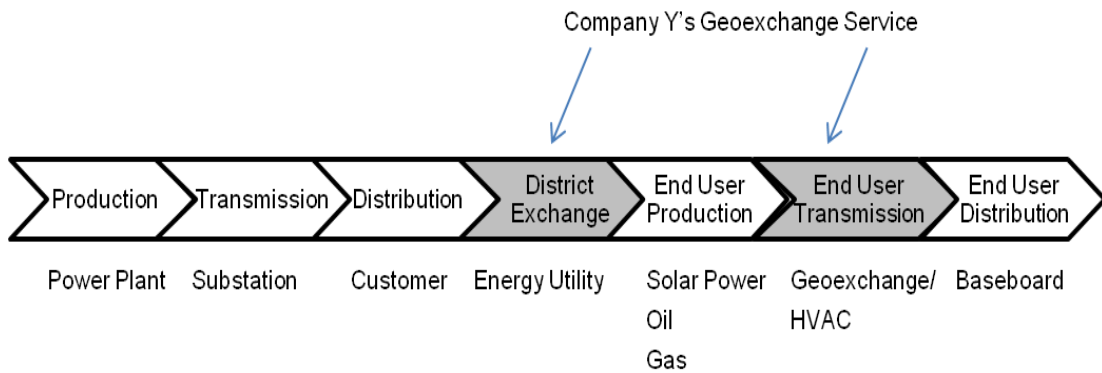 Company Y's Geoexchange Service
Production
Transmission
Distribution
District
Exchange
End User
Production
End User
Transmission
End User
Distribution
Power Plant
Substation
Customer
Energy Utility
Solar Power
Oil
Gas
Geoexchange/
HVAC
Baseboard